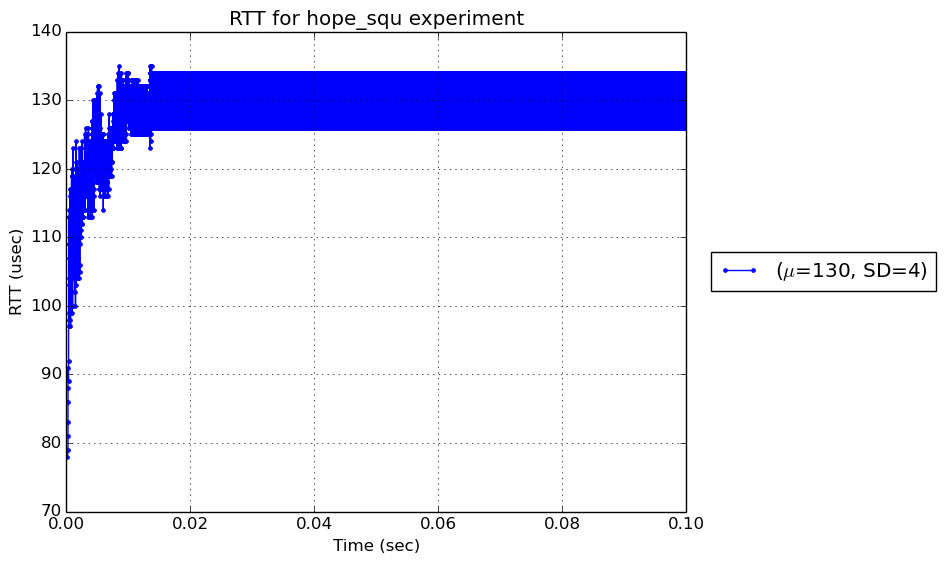 RTT for hope_squ experiment
140
130
120
110
100
90
80
70
RTT (usec)
0.00 0.02 0.04 0.06 0.08 0.10
Time (sec)
(μ=130, SD=4)